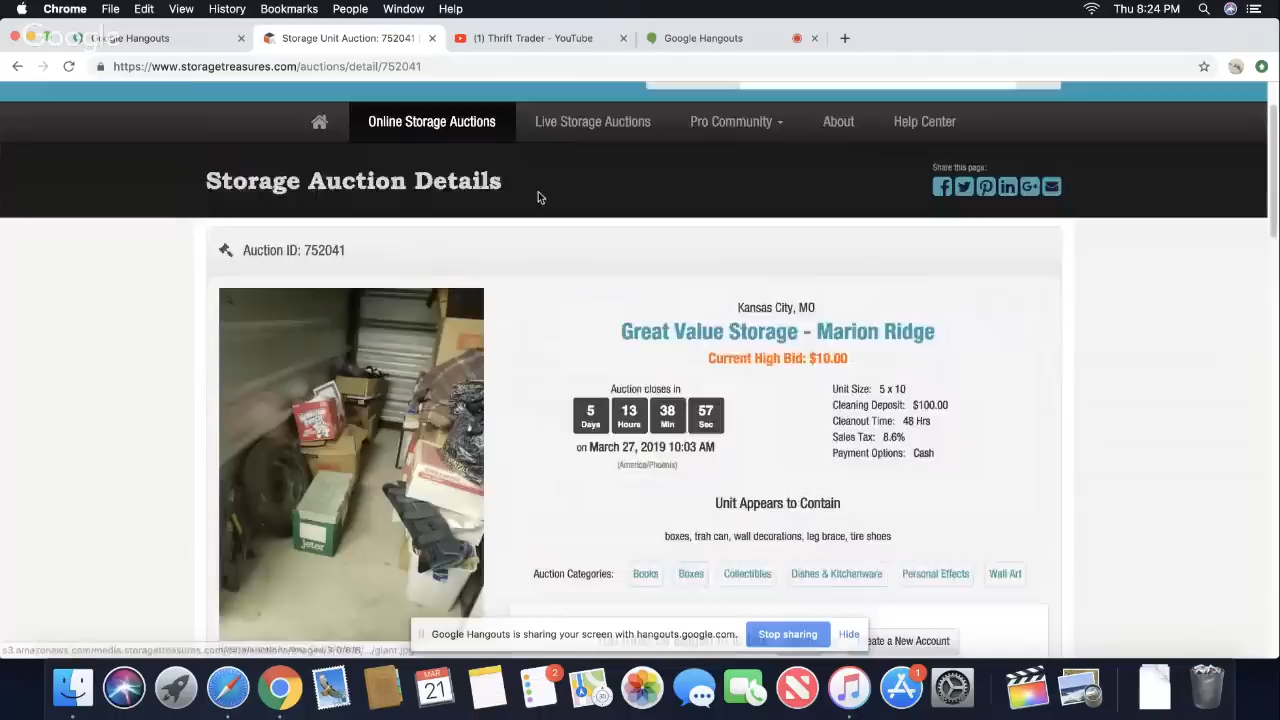 Chrome File Edit View History Bookmarks People Window Help Thu 8:24 PM
Google
Google Hangouts Storage Unit Auction: 752041 (1) Thrift Trader - YouTube Google Hangouts
https://www.storagetreasures.com/auctions/detail/752041
Online Storage Auctions Live Storage Auctions Pro Community About Help Center
Share this page:
Storage Auction Details
Auction ID: 752041
Kansas City, MO
Great Value Storage - Marion Ridge
Current High Bid: $10.00
Auction closes in
5 13 38 57
Days Hours Min Sec
on March 27, 2019 10:03 AM
(America/Phoenix)
Unit Size: 5 x 10
Cleaning Deposit: $100.00
Cleanout Time: 48 Hrs
Sales Tax: 8.6%
Payment Options: Cash
jeter
Unit Appears to Contain
boxes, trah can, wall decorations, leg brace, tire shoes
Auction Categories: Books Boxes Collectibles Dishes & Kitchenware Personal Effects Wall Art
Google Hangouts is sharing your screen with hangouts.google.com. Stop sharing Hide
eate a New Account
MAR
21
2
1